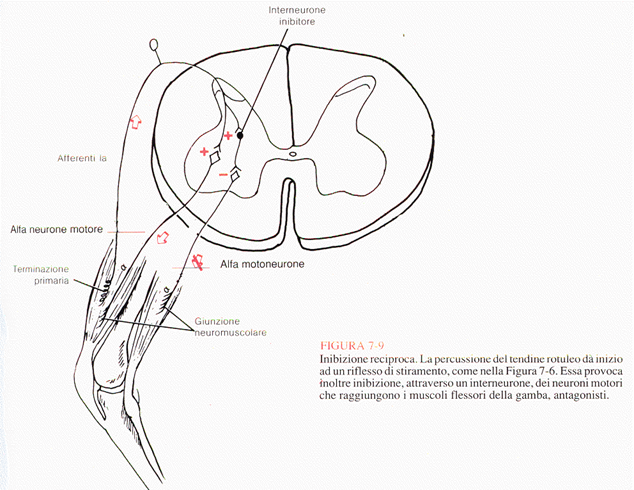 Interneurone
inibitore
Afferenti Ia
Alfa neurone motore
Alfa motoneurone
Terminazione
primaria
Giunzione
neuromuscolare
+
+
−
FIGURA 7-9
Inibizione reciproca. La percussione del tendine rotuleo dà inizio
ad un riflesso di stiramento, come nella Figura 7-6. Essa provoca
inoltre inibizione, attraverso un interneurone, dei neuroni motori
che raggiungono i muscoli flessori della gamba, antagonisti.